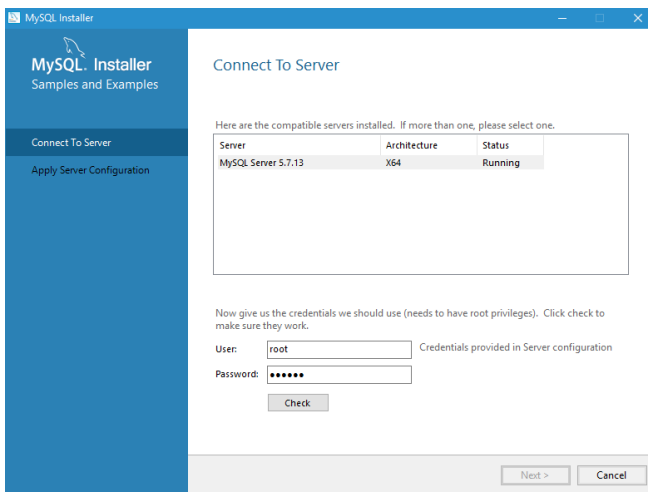 MySQL Installer
MySQL. Installer
Samples and Examples
Connect To Server
Apply Server Configuration
Connect To Server
Here are the compatible servers installed. If more than one, please select one.
Server Architecture Status
MySQL Server 5.7.13 X64 Running
Now give us the credentials we should use (needs to have root privileges). Click check to
make sure they work.
User: root Credentials provided in Server configuration
Password: ●●●●●●
Check
Next > Cancel